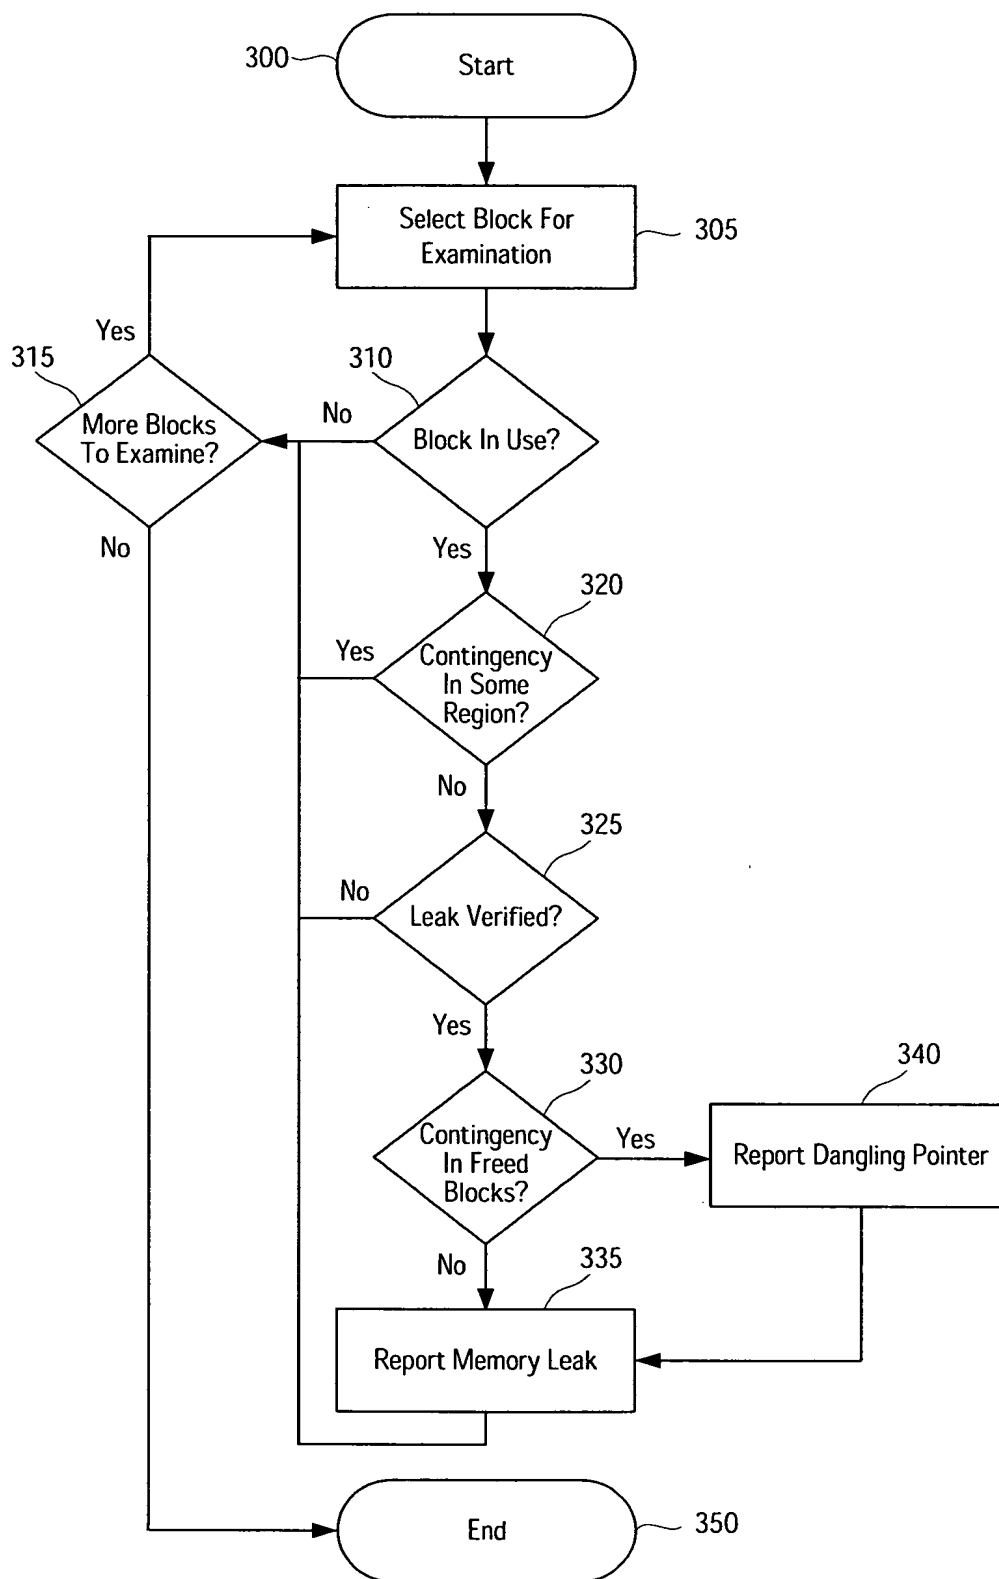 300
Start
Select Block For
Examination
305
Yes
315
More Blocks
To Examine?
No
310
No
Block In Use?
Yes
320
Yes
Contingency
In Some
Region?
No
325
No
Leak Verified?
Yes
330
Contingency
In Freed
Blocks?
Yes
340
Report Dangling Pointer
No
335
Report Memory Leak
End
350